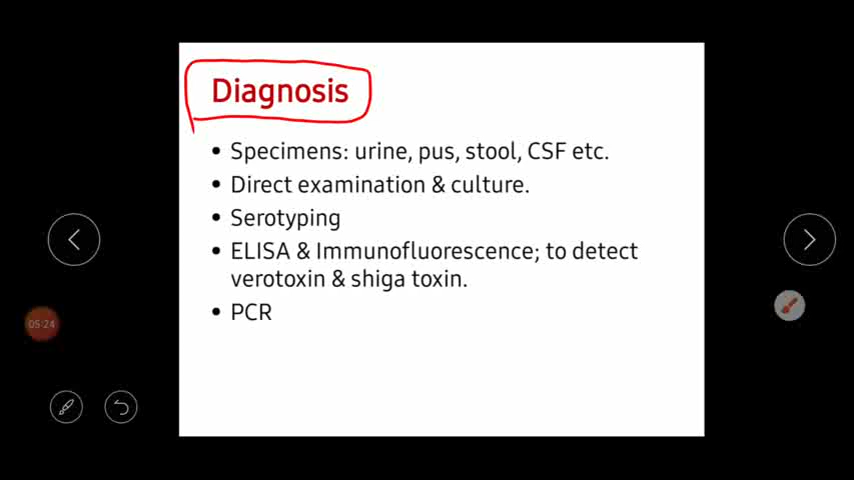 Diagnosis
• Specimens: urine, pus, stool, CSF etc.
• Direct examination & culture.
• Serotyping
• ELISA & Immunofluorescence; to detect
verotoxin & shiga toxin.
• PCR
05:24